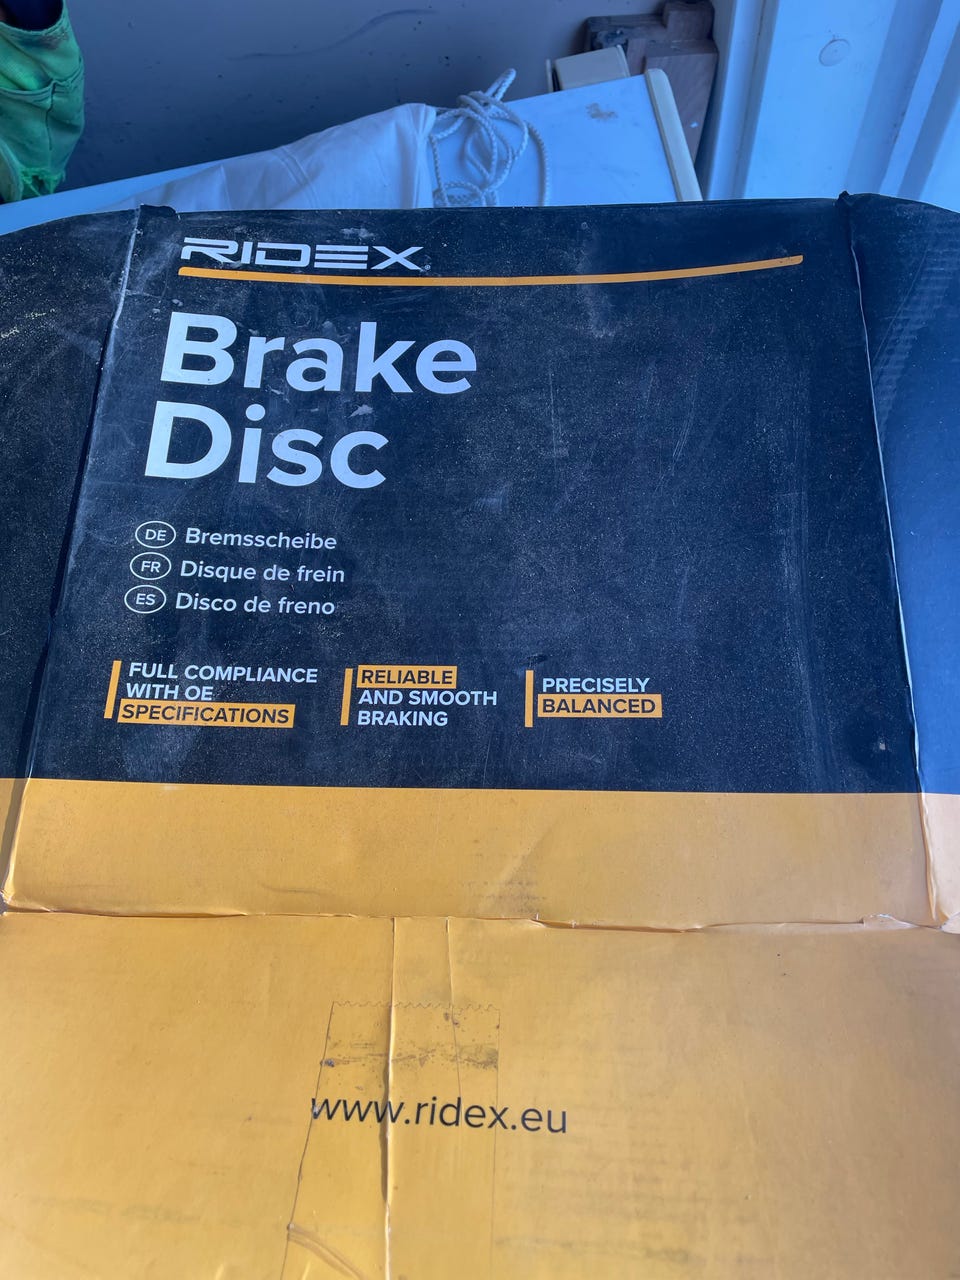 RIDEX
Brake
Disc
DE Bremsscheibe
FR Disque de frein
ES Disco de freno
FULL COMPLIANCE
WITH OE
SPECIFICATIONS
RELIABLE
AND SMOOTH
BRAKING
PRECISELY
BALANCED
www.ridex.eu